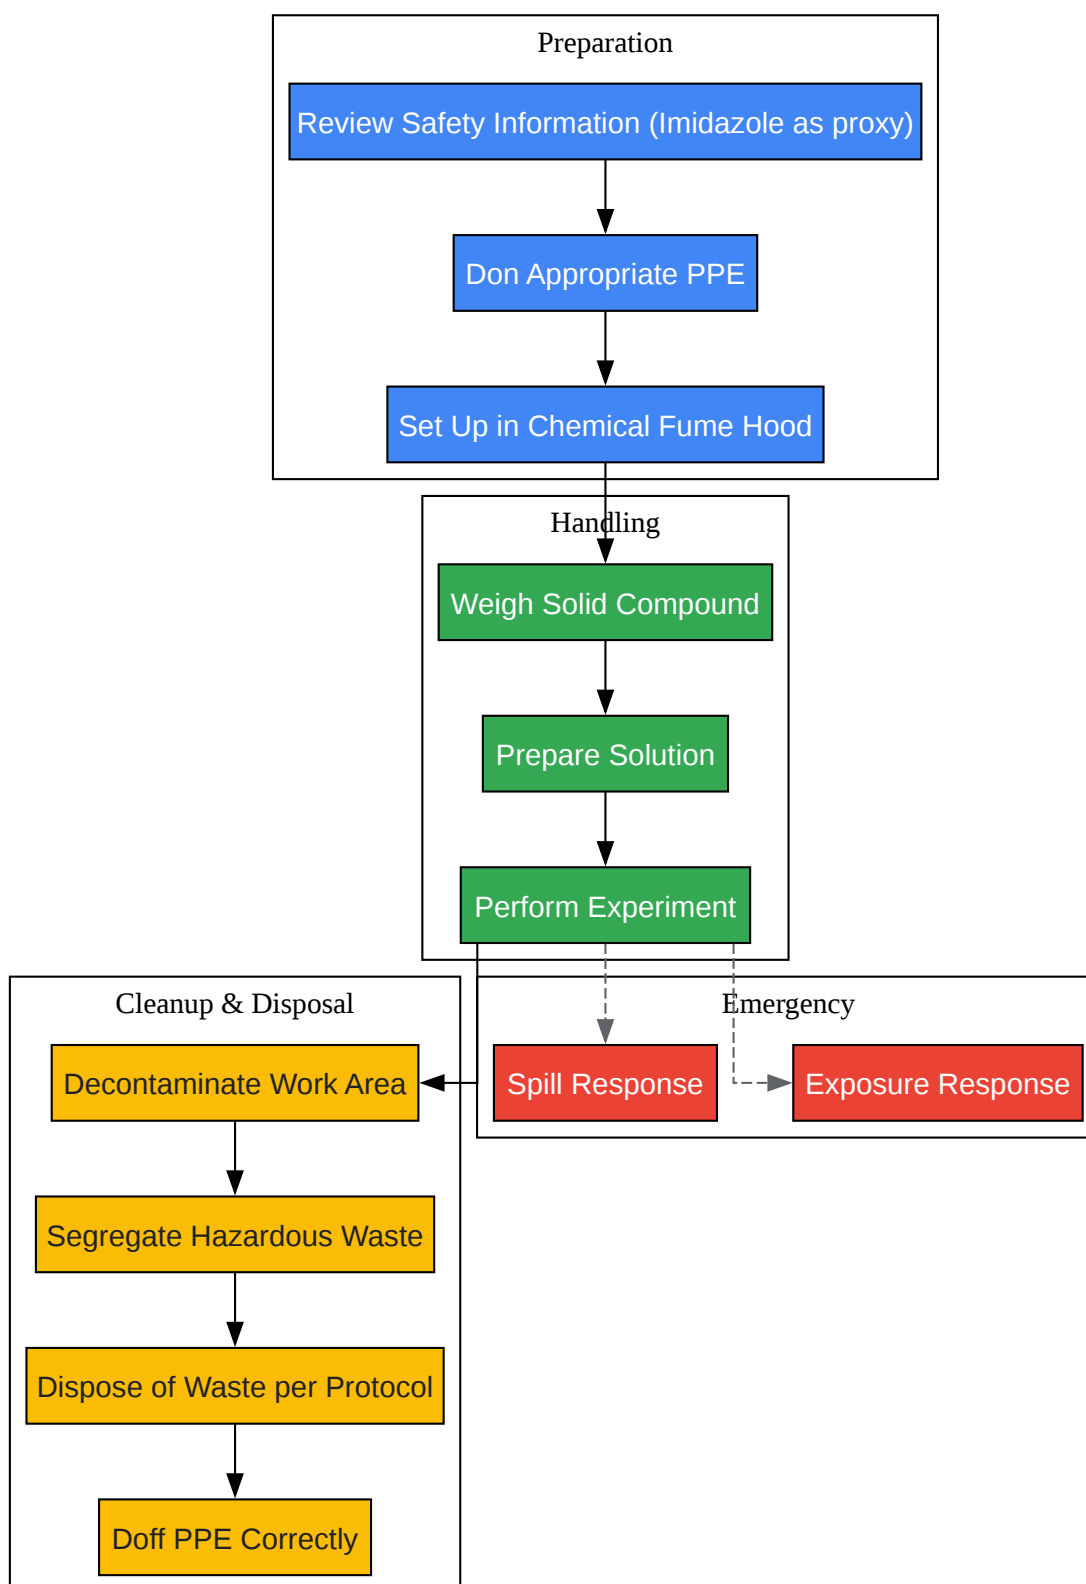 Preparation
Review Safety Information (Imidazole as proxy)
Don Appropriate PPE
Set Up in Chemical Fume Hood
Handling
Weigh Solid Compound
Prepare Solution
Perform Experiment
Cleanup & Disposal
Decontaminate Work Area
Segregate Hazardous Waste
Dispose of Waste per Protocol
Doff PPE Correctly
Emergency
Spill Response
Exposure Response